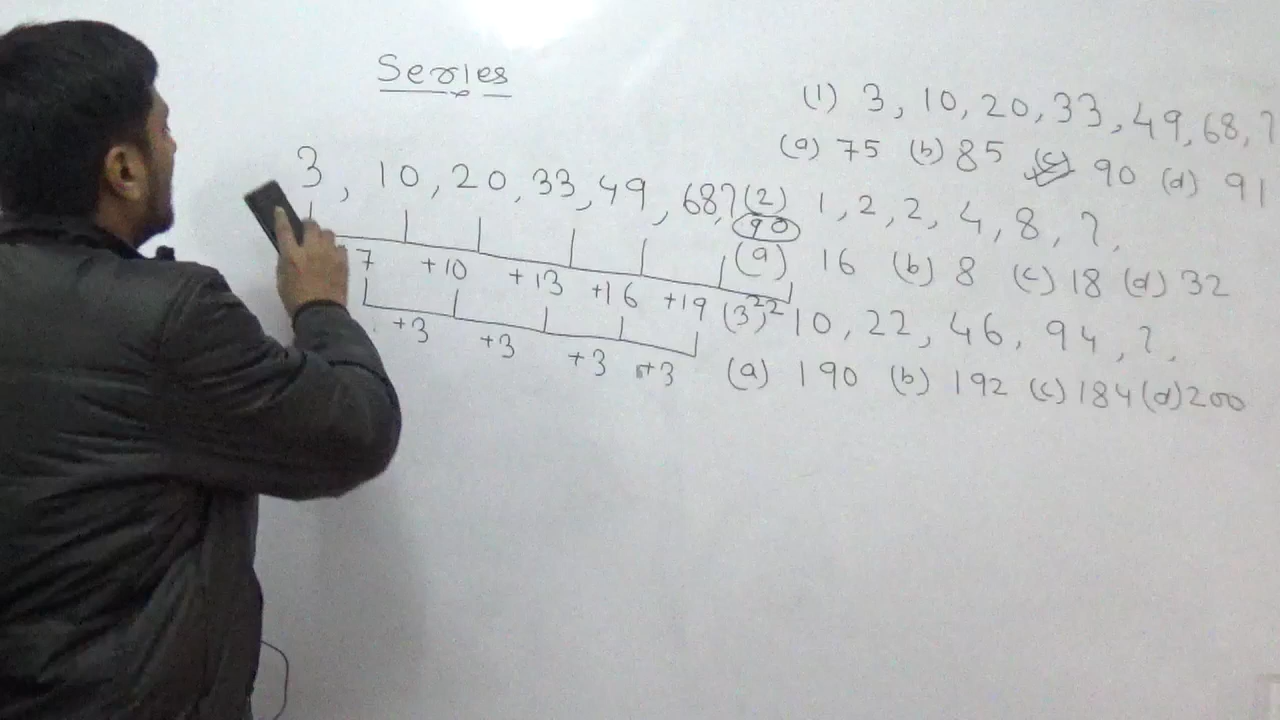 Series
3, 10, 20, 33, 49, 68, ?
90
7 +10 +13 +16 +19 22
+3 +3 +3 +3
(1) 3, 10, 20, 33, 49, 68, ?
(a) 75 (b) 85 (c) 90 (d) 91
(2) 1, 2, 2, 4, 8, ?,
(a) 16 (b) 8 (c) 18 (d) 32
(3) 10, 22, 46, 94, ?,
(a) 190 (b) 192 (c) 184 (d) 200